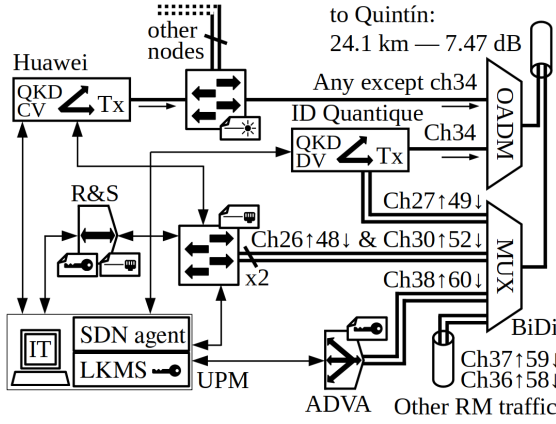 to Quintín:
24.1 km — 7.47 dB
other
nodes
Huawei
QKD
CV
Tx
Any except ch34
ID Quantique
QKD
DV
Tx
Ch34
OADM
R&S
Ch27↑49↓
Ch26↑48↓ & Ch30↑52↓
x2
Ch38↑60↓
MUX
BiDi
IT
SDN agent
LKMS
UPM
ADVA
Ch37↑59↓
Ch36↑58↓
Other RM traffic